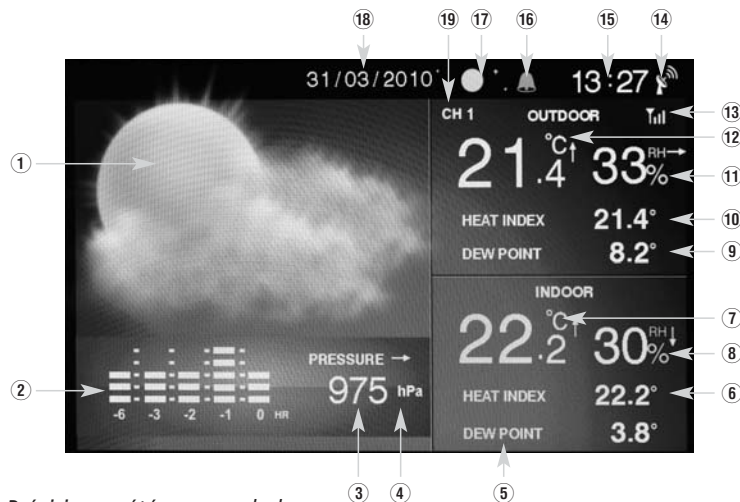 19 18 17 16 15 14
31/03/2010 13:27
CH 1 OUTDOOR
13
12
1
21.4 °C↑ 33% RH→
11
HEAT INDEX 21.4°
10
DEW POINT 8.2°
9
INDOOR
7
22.2 °C↑ 30% RH↓
8
PRESSURE →
2
975 hPa
HEAT INDEX 22.2°
6
-6 -3 -2 -1 0 HR
DEW POINT 3.8°
3 4 5